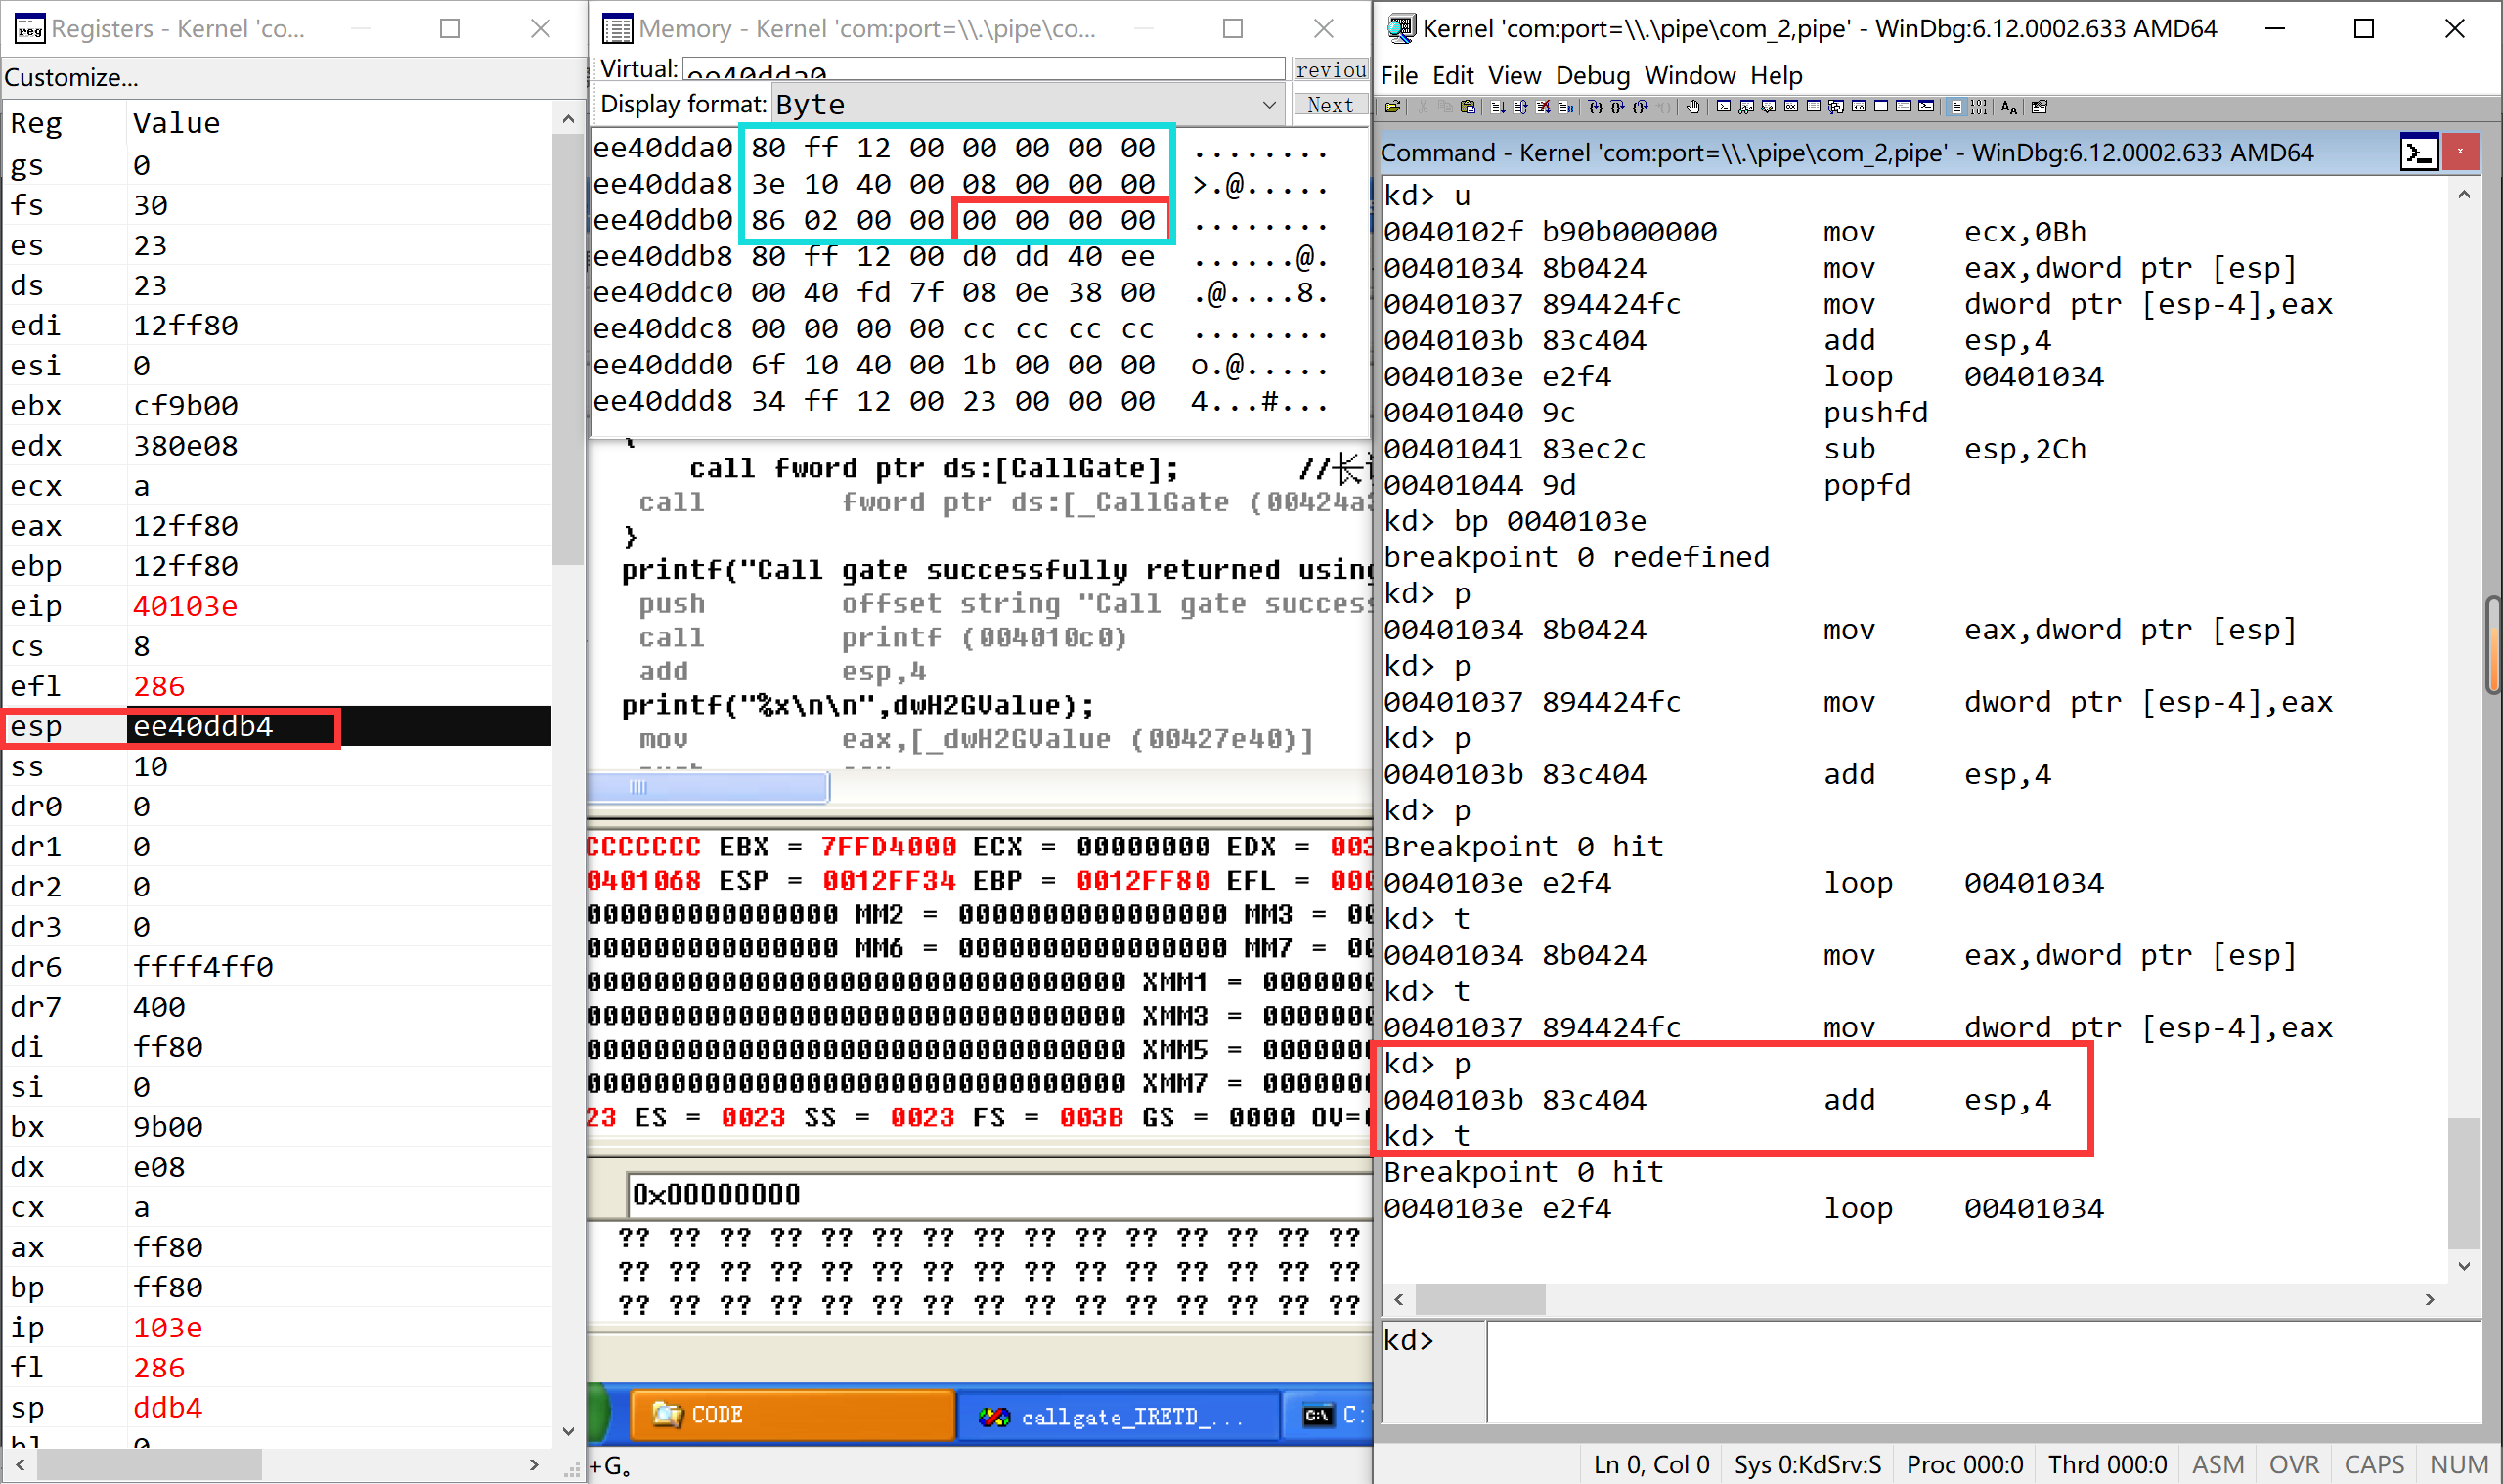 Registers - Kernel 'co...
Customize...
Reg Value
gs 0
fs 30
es 23
ds 23
edi 12ff80
esi 0
ebx cf9b00
edx 380e08
ecx a
eax 12ff80
ebp 12ff80
eip 40103e
cs 8
efl 286
esp ee40ddb4
ss 10
dr0 0
dr1 0
dr2 0
dr3 0
dr6 ffff4ff0
dr7 400
di ff80
si 0
bx 9b00
dx e08
cx a
ax ff80
bp ff80
ip 103e
fl 286
sp ddb4
Memory - Kernel 'com:port=\\.\pipe\co...
Virtual: ee40dda0
reviou
Display format: Byte
Next
ee40dda0 80 ff 12 00 00 00 00 00 ........
ee40dda8 3e 10 40 00 08 00 00 00 >.@.....
ee40ddb0 86 02 00 00 00 00 00 00 ........
ee40ddb8 80 ff 12 00 d0 dd 40 ee ......@.
ee40ddc0 00 40 fd 7f 08 0e 38 00 .@....8.
ee40ddc8 00 00 00 00 cc cc cc cc ........
ee40ddd0 6f 10 40 00 1b 00 00 00 o.@.....
ee40ddd8 34 ff 12 00 23 00 00 00 4...#...
{
call fword ptr ds:[CallGate]; //长
call fword ptr ds:[_CallGate (00424a3
}
printf("Call gate successfully returned using
push offset string "Call gate success
call printf (004010c0)
add esp,4
printf("%x\n\n",dwH2GValue);
mov eax,[_dwH2GValue (00427e40)]
CCCCCCCC EBX = 7FFD4000 ECX = 00000000 EDX = 003
0401068 ESP = 0012FF34 EBP = 0012FF80 EFL = 000
000000000000000 MM2 = 0000000000000000 MM3 = 00
000000000000000 MM6 = 0000000000000000 MM7 = 00
00000000000000000000000000000000 XMM1 = 0000000
00000000000000000000000000000000 XMM3 = 0000000
00000000000000000000000000000000 XMM5 = 0000000
00000000000000000000000000000000 XMM7 = 0000000
23 ES = 0023 SS = 0023 FS = 003B GS = 0000 OV=
0x00000000
?? ?? ?? ?? ?? ?? ?? ?? ?? ?? ?? ?? ?? ?? ??
?? ?? ?? ?? ?? ?? ?? ?? ?? ?? ?? ?? ?? ?? ??
?? ?? ?? ?? ?? ?? ?? ?? ?? ?? ?? ?? ?? ?? ??
CODE
callgate_IRETD_...
C:
+G。
Kernel 'com:port=\\.\pipe\com_2,pipe' - WinDbg:6.12.0002.633 AMD64
File Edit View Debug Window Help
Command - Kernel 'com:port=\\.\pipe\com_2,pipe' - WinDbg:6.12.0002.633 AMD64
kd> u
0040102f b90b000000 mov ecx,0Bh
00401034 8b0424 mov eax,dword ptr [esp]
00401037 894424fc mov dword ptr [esp-4],eax
0040103b 83c404 add esp,4
0040103e e2f4 loop 00401034
00401040 9c pushfd
00401041 83ec2c sub esp,2Ch
00401044 9d popfd
kd> bp 0040103e
breakpoint 0 redefined
kd> p
00401034 8b0424 mov eax,dword ptr [esp]
kd> p
00401037 894424fc mov dword ptr [esp-4],eax
kd> p
0040103b 83c404 add esp,4
kd> p
Breakpoint 0 hit
0040103e e2f4 loop 00401034
kd> t
00401034 8b0424 mov eax,dword ptr [esp]
kd> t
00401037 894424fc mov dword ptr [esp-4],eax
kd> p
0040103b 83c404 add esp,4
kd> t
Breakpoint 0 hit
0040103e e2f4 loop 00401034
kd>
Ln 0, Col 0 Sys 0:KdSrv:S Proc 000:0 Thrd 000:0 ASM OVR CAPS NUM